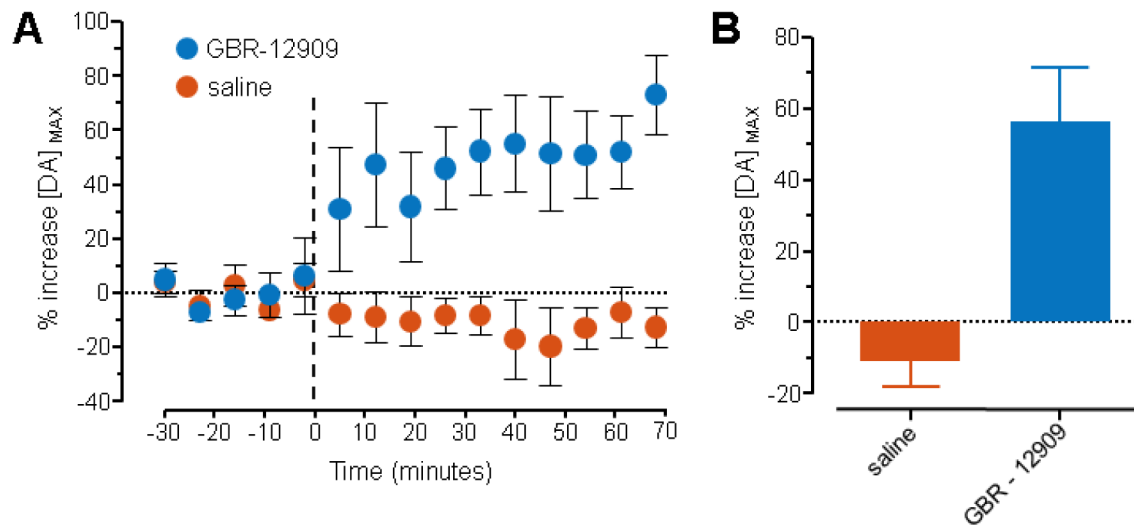 A
% increase [DA] MAX
100
80
60
40
20
0
-20
-40
GBR-12909
saline
-30 -20 -10 0 10 20 30 40 50 60 70
Time (minutes)
B
% increase [DA] MAX
80
60
40
20
0
-20
saline
GBR - 12909